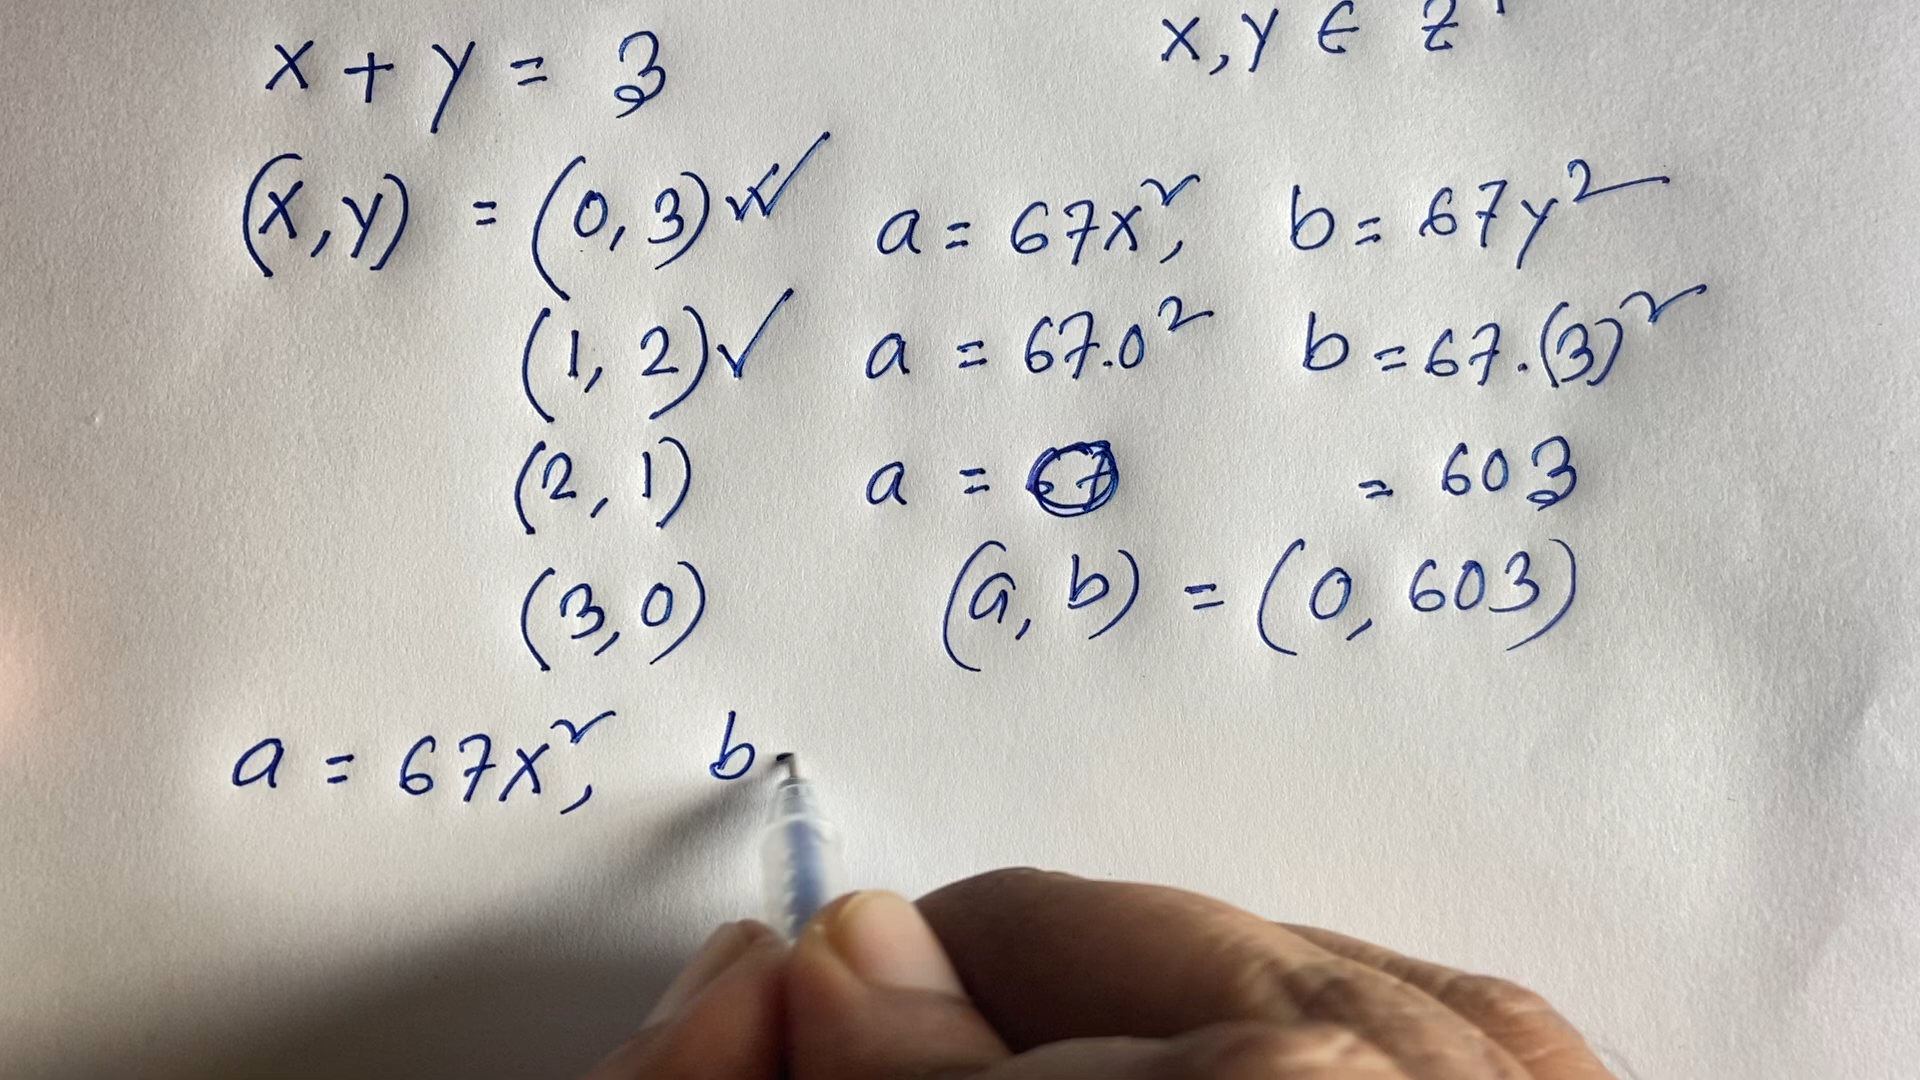 x + y = 3 x, y ∈ Z⁺
(x, y) = (0, 3) ✓✓ a = 67x², b = 67y²
(1, 2) ✓ a = 67.0² b = 67.(3)²
(2, 1) a = = 603
(3, 0) (a, b) = (0, 603)
a = 67x², b